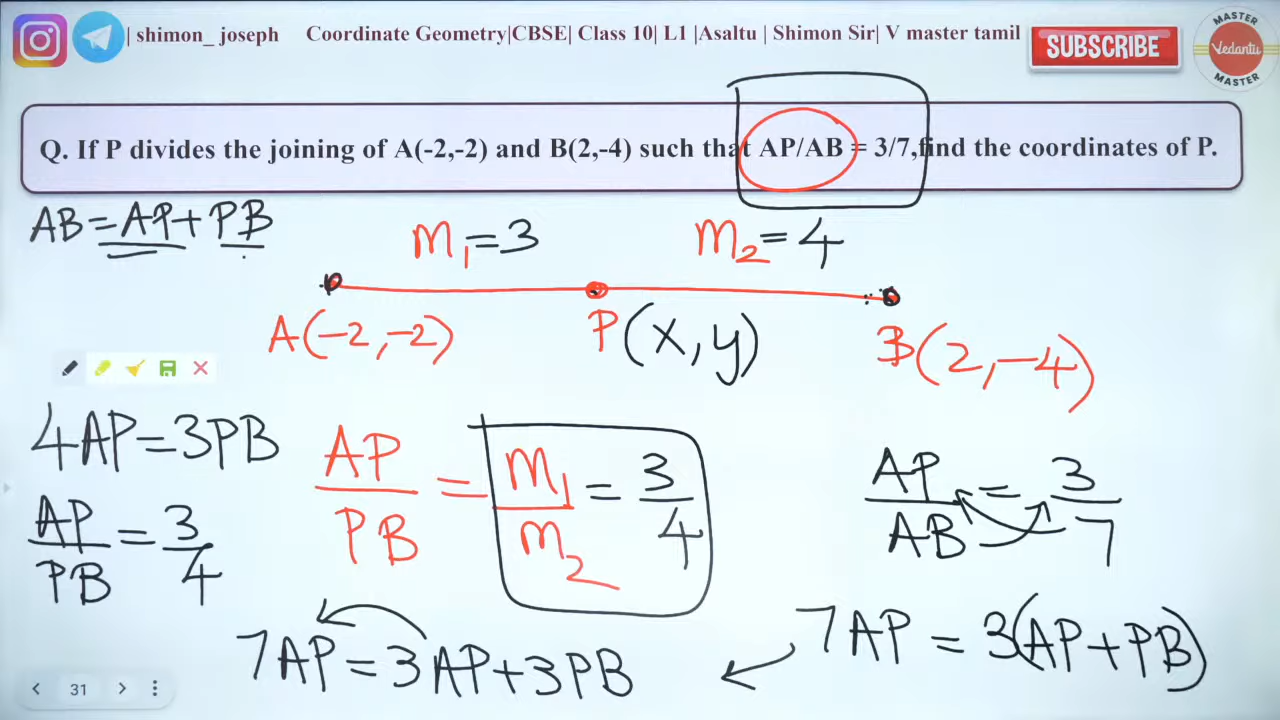 | shimon_ joseph Coordinate Geometry|CBSE| Class 10| L1 |Asaltu | Shimon Sir| V master tamil
SUBSCRIBE
MASTER
Vedantu
MASTER
Q. If P divides the joining of A(-2,-2) and B(2,-4) such that AP/AB = 3/7,find the coordinates of P.
AB = AP + PB
m₁ = 3
m₂ = 4
A(-2, -2)
P(x, y)
B(2, -4)
4AP = 3PB
AP/PB = 3/4
AP/PB = m₁/m₂ = 3/4
AP/AB = 3/7
7AP = 3(AP + PB)
7AP = 3AP + 3PB
31